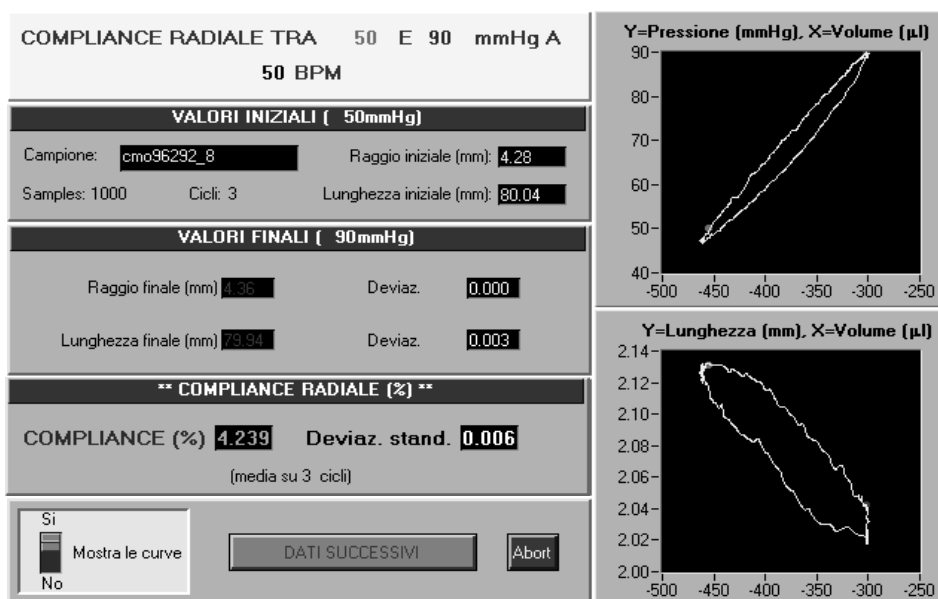 COMPLIANCE RADIALE TRA 50 E 90 mmHg A
50 BPM
VALORI INIZIALI ( 50mmHg)
Campione: cmo96292_8 Raggio iniziale (mm): 4.28
Samples: 1000 Cicli: 3 Lunghezza iniziale (mm): 80.04
VALORI FINALI ( 90mmHg)
Raggio finale (mm) 4.36 Deviaz. 0.000
Lunghezza finale (mm) 79.94 Deviaz. 0.003
** COMPLIANCE RADIALE (%) **
COMPLIANCE (%) 4.239 Deviaz. stand. 0.006
(media su 3 cicli)
Si
Mostra le curve
No
DATI SUCCESSIVI
Abort
Y=Pressione (mmHg), X=Volume (µl)
90
80
70
60
50
40
-500 -450 -400 -350 -300 -250
Y=Lunghezza (mm), X=Volume (µl)
2.14
2.12
2.10
2.08
2.06
2.04
2.02
2.00
-500 -450 -400 -350 -300 -250